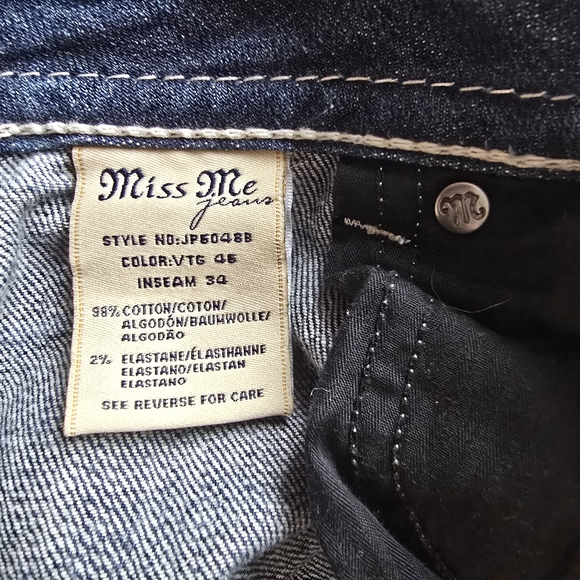 Miss Me
jeans
STYLE NO:JP5048B
COLOR:VTG 45
INSEAM 34
98% COTTON/COTON/
ALGODÓN/BAUMWOLLE/
ALGODÃO
2% ELASTANE/ÉLASTHANNE
ELASTANO/ELASTAN
ELASTANO
SEE REVERSE FOR CARE
M